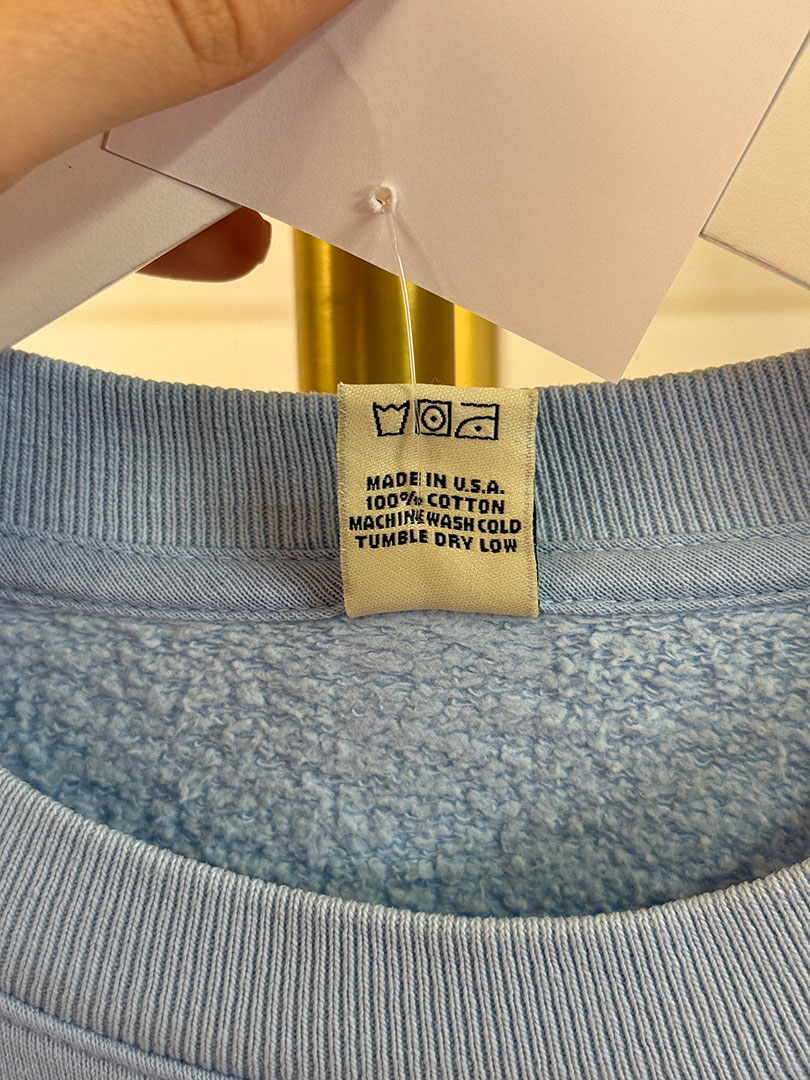 MADE IN U.S.A.
100% COTTON
MACHINE WASH COLD
TUMBLE DRY LOW